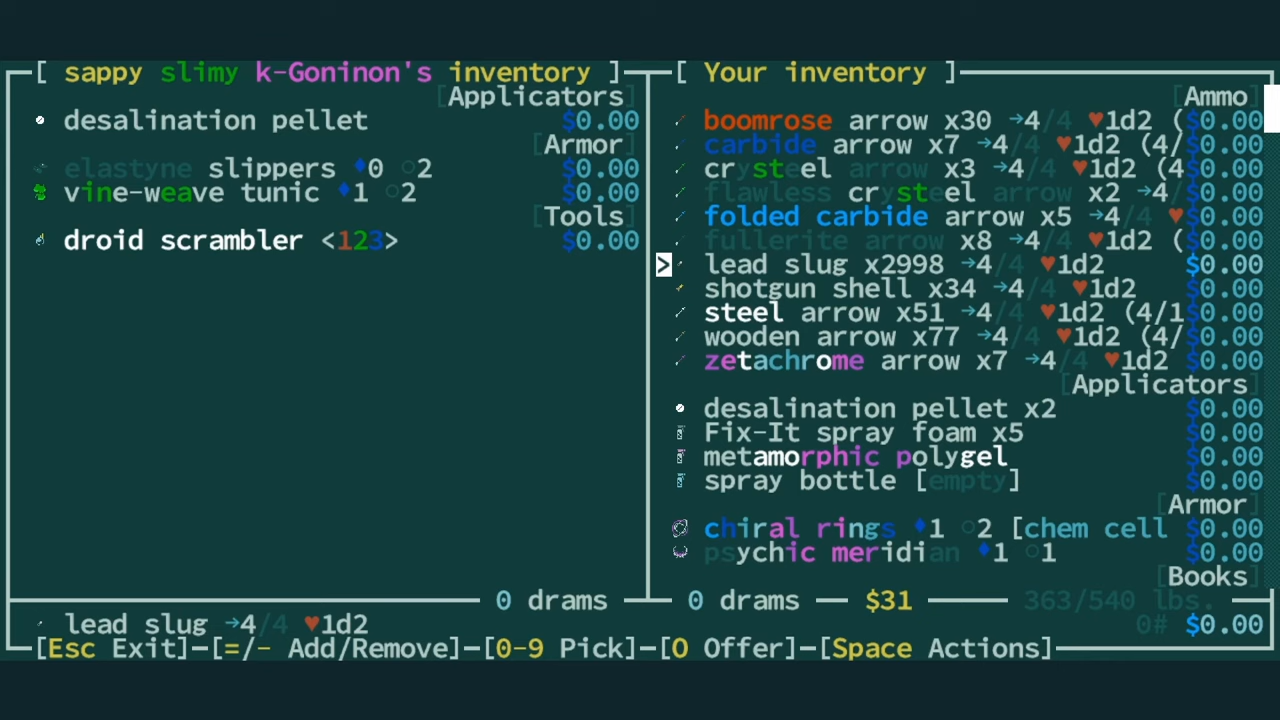 [ sappy slimy k-Goninon's inventory ]
[Applicators]
desalination pellet $0.00
[Armor]
elastyne slippers ♦0 ○2 $0.00
vine-weave tunic ♦1 ○2 $0.00
[Tools]
droid scrambler <123> $0.00
0 drams
[ Your inventory ]
[Ammo]
boomrose arrow x30 →4/4 ♥1d2 ( $0.00
carbide arrow x7 →4/4 ♥1d2 (4/ $0.00
crysteel arrow x3 →4/4 ♥1d2 (4 $0.00
flawless crysteel arrow x2 →4/ $0.00
folded carbide arrow x5 →4/4 ♥ $0.00
fullerite arrow x8 →4/4 ♥1d2 ( $0.00
> lead slug x2998 →4/4 ♥1d2 $0.00
shotgun shell x34 →4/4 ♥1d2 $0.00
steel arrow x51 →4/4 ♥1d2 (4/1 $0.00
wooden arrow x77 →4/4 ♥1d2 (4/ $0.00
zetachrome arrow x7 →4/4 ♥1d2 $0.00
[Applicators]
desalination pellet x2 $0.00
Fix-It spray foam x5 $0.00
metamorphic polygel $0.00
spray bottle [empty] $0.00
[Armor]
chiral rings ♦1 ○2 [chem cell $0.00
psychic meridian ♦1 ○1 $0.00
[Books]
0 drams $31 363/540 lbs.
lead slug →4/4 ♥1d2 0# $0.00
[Esc Exit] [=/- Add/Remove] [0-9 Pick] [O Offer] [Space Actions]